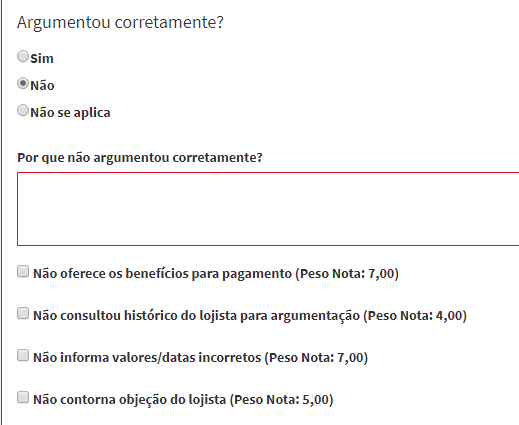 Argumentou corretamente?
Sim
Não
Não se aplica
Por que não argumentou corretamente?
Não oferece os benefícios para pagamento (Peso Nota: 7,00)
Não consultou histórico do lojista para argumentação (Peso Nota: 4,00)
Não informa valores/datas incorretos (Peso Nota: 7,00)
Não contorna objeção do lojista (Peso Nota: 5,00)